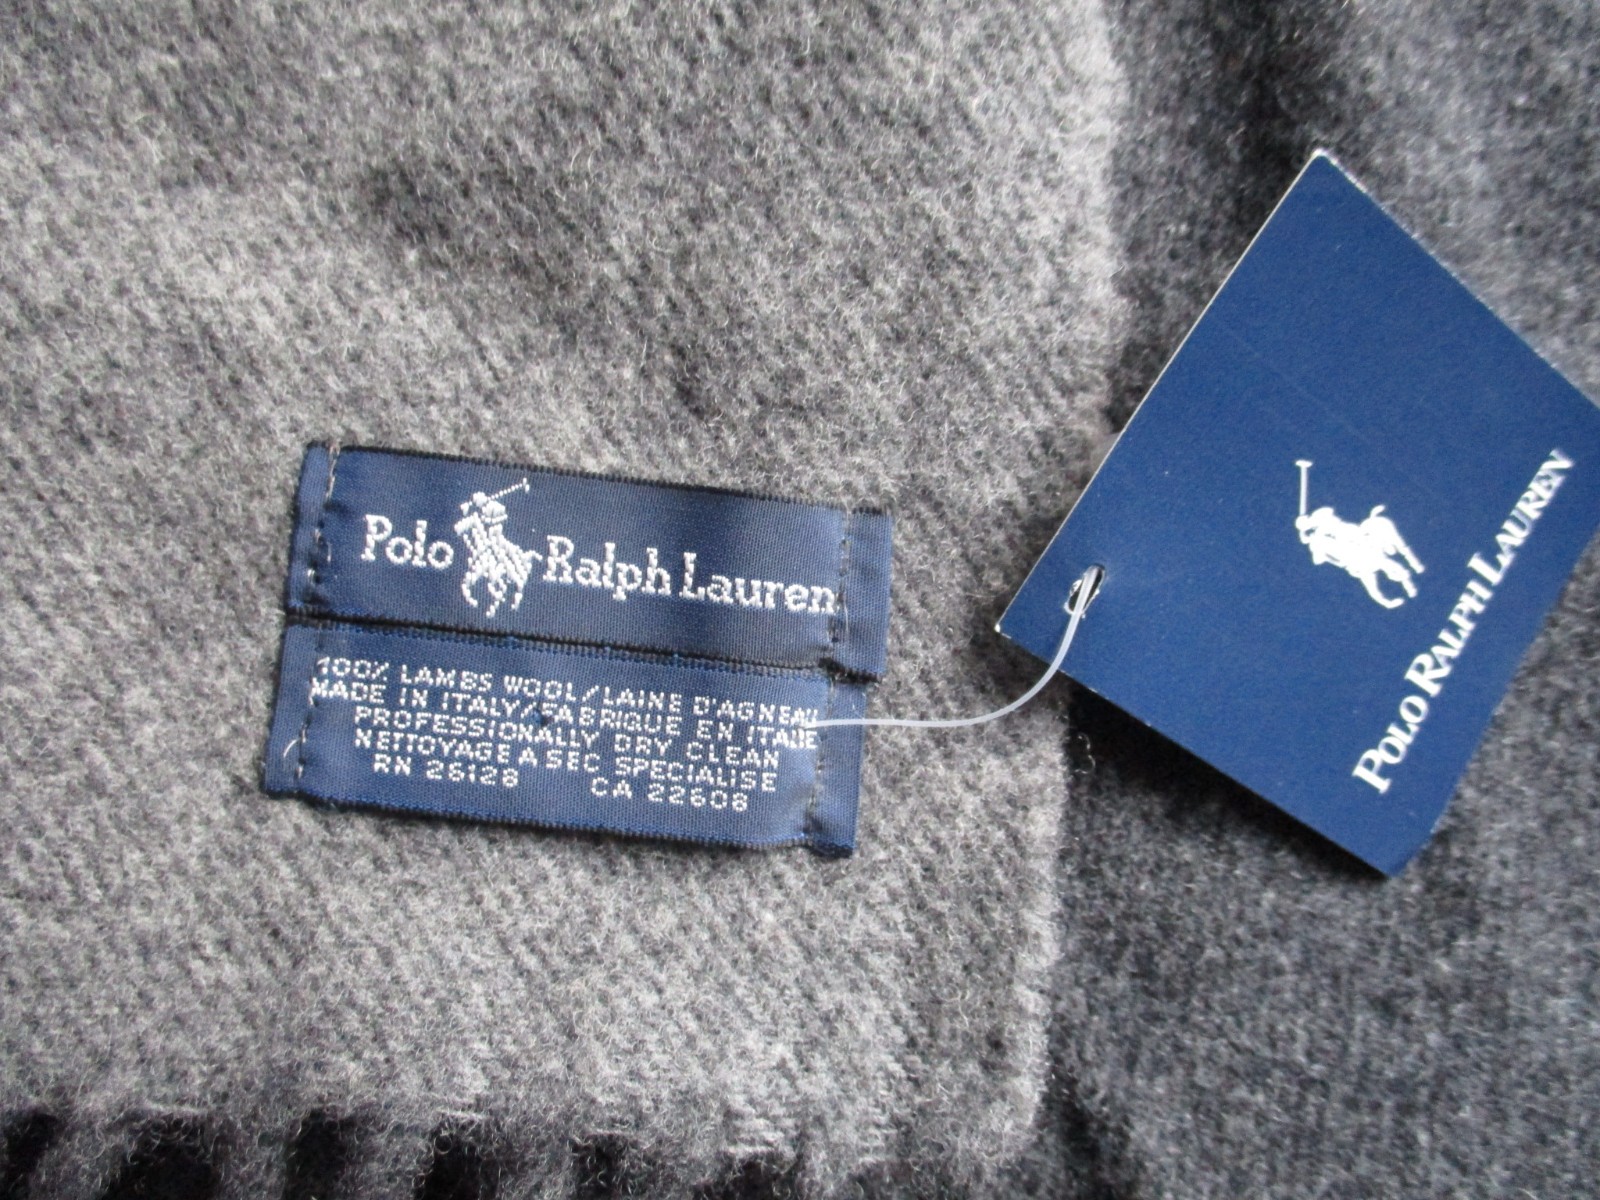 Polo Ralph Lauren
100% LAMBS WOOL/LAINE D'AGNEAU
MADE IN ITALY/FABRIQUE EN ITALIE
PROFESSIONALLY DRY CLEAN
NETTOYAGE A SEC SPECIALISE
RN 26128 CA 22608
POLO RALPH LAUREN